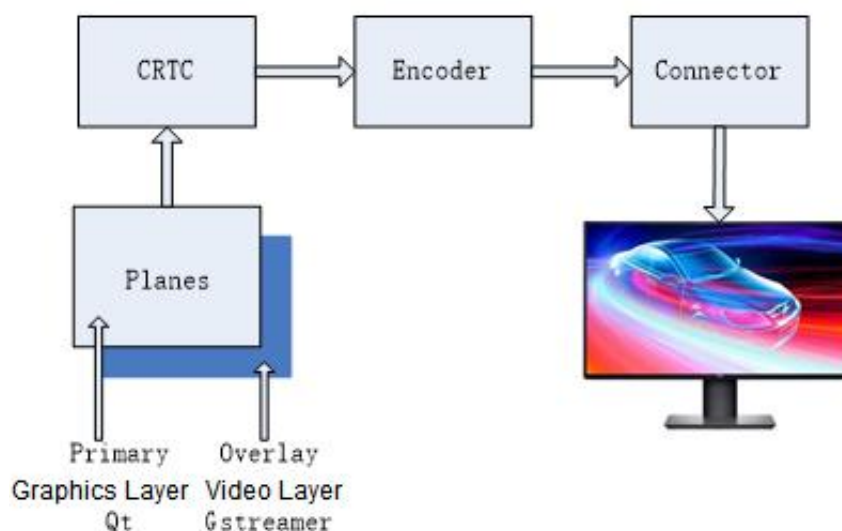 CRTC
Encoder
Connector
Planes
Primary
Overlay
Graphics Layer
Video Layer
Qt
Gstreamer